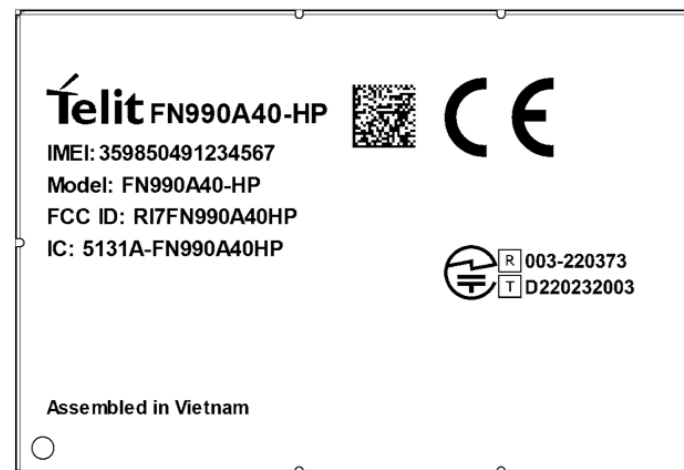 Telit FN990A40-HP
IMEI: 359850491234567
Model: FN990A40-HP
FCC ID: RI7FN990A40HP
IC: 5131A-FN990A40HP
CE
R 003-220373
T D220232003
Assembled in Vietnam